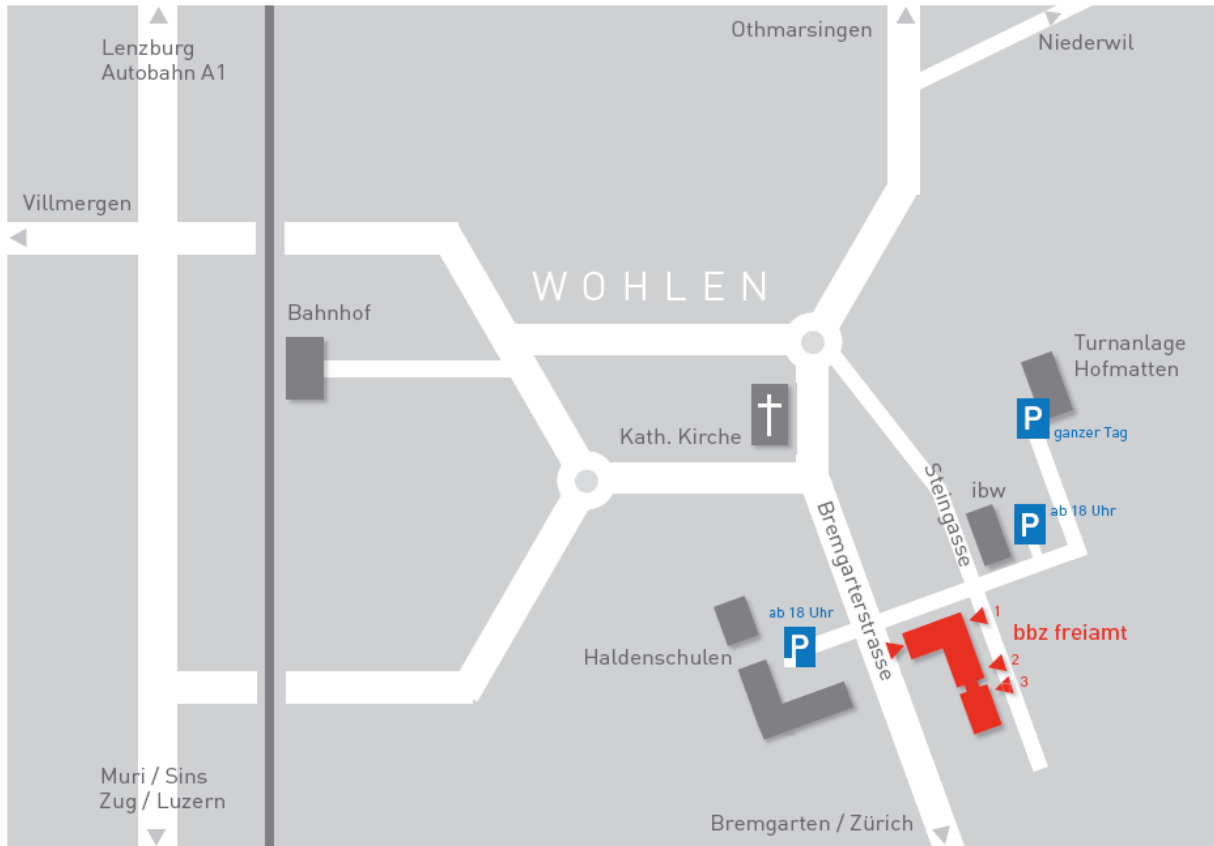 Lenzburg
Autobahn A1
Othmarsingen
Niederwil
Villmergen
WOHLEN
Bahnhof
Turnanlage
Hofmatten
P
ganzer Tag
Kath. Kirche
Steingasse
ibw
P
ab 18 Uhr
Bremgarterstrasse
ab 18 Uhr
P
1
bbz freiamt
Haldenschulen
2
3
Muri / Sins
Zug / Luzern
Bremgarten / Zürich